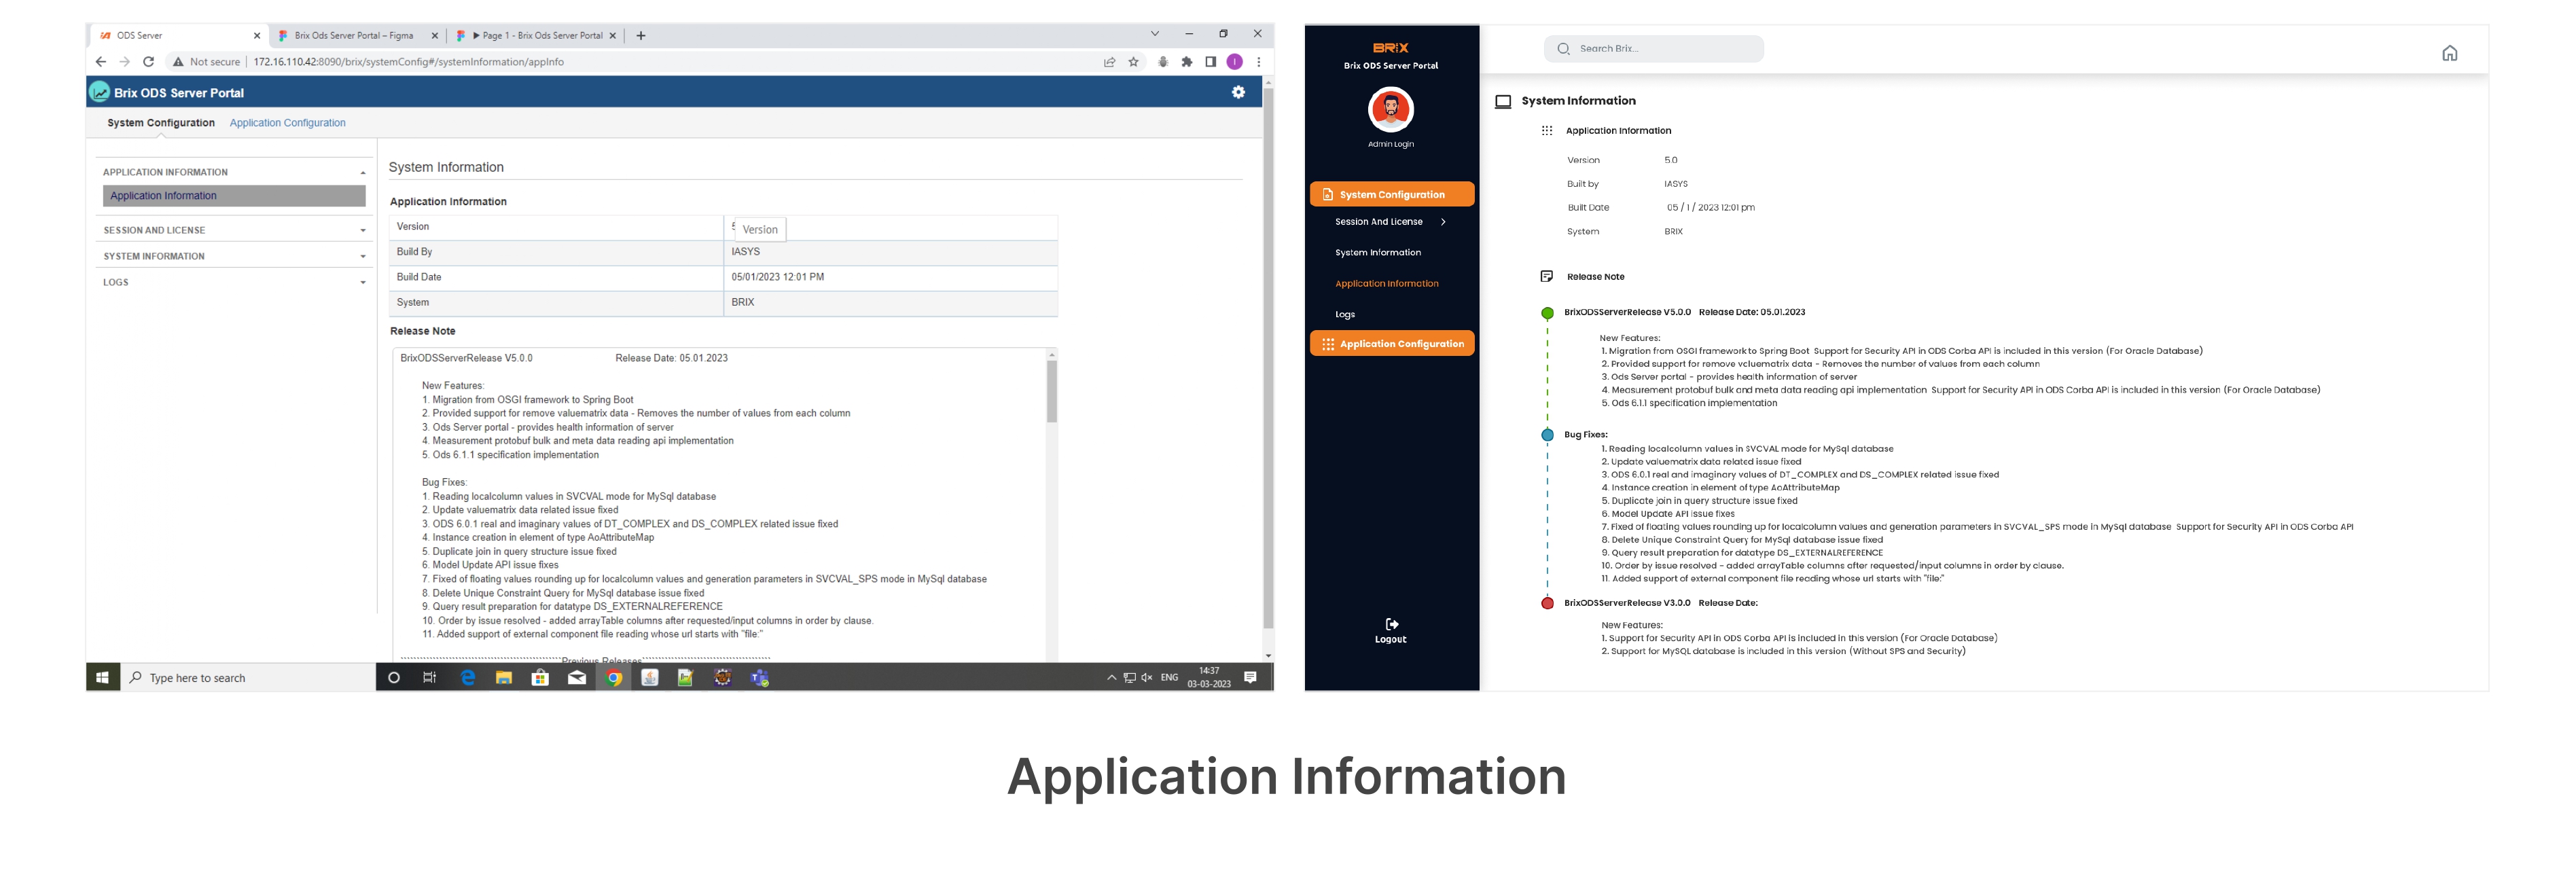 ODS Server
Brix Ods Server Portal – Figma
Page 1 - Brix Ods Server Portal
Not secure
172.16.110.42:8090/brix/systemConfig#/systemInformation/appInfo
Brix ODS Server Portal
System Configuration
Application Configuration
APPLICATION INFORMATION
Application Information
SESSION AND LICENSE
SYSTEM INFORMATION
LOGS
System Information
Application Information
Version
Version
Build By IASYS
Build Date 05/01/2023 12:01 PM
System BRIX
Release Note
BrixODSServerRelease V5.0.0 Release Date: 05.01.2023
New Features:
1. Migration from OSGI framework to Spring Boot
2. Provided support for remove valuematrix data - Removes the number of values from each column
3. Ods Server portal - provides health information of server
4. Measurement protobuf bulk and meta data reading api implementation
5. Ods 6.1.1 specification implementation
Bug Fixes:
1. Reading localcolumn values in SVCVAL mode for MySql database
2. Update valuematrix data related issue fixed
3. ODS 6.0.1 real and imaginary values of DT_COMPLEX and DS_COMPLEX related issue fixed
4. Instance creation in element of type AoAttributeMap
5. Duplicate join in query structure issue fixed
6. Model Update API issue fixes
7. Fixed of floating values rounding up for localcolumn values and generation parameters in SVCVAL_SPS mode in MySql database
8. Delete Unique Constraint Query for MySql database issue fixed
9. Query result preparation for datatype DS_EXTERNALREFERENCE
10. Order by issue resolved - added arrayTable columns after requested/input columns in order by clause.
11. Added support of external component file reading whose url starts with "file:"
Previous Releases
Type here to search
ENG
14:37
03-03-2023
BRiX
Brix ODS Server Portal
Admin Login
System Configuration
Session And License
System Information
Application Information
Logs
Application Configuration
Logout
Search Brix...
System Information
Application Information
Version 5.0
Built by IASYS
Built Date 05 / 1 / 2023 12:01 pm
System BRIX
Release Note
BrixODSServerRelease V5.0.0 Release Date: 05.01.2023
New Features:
1. Migration from OSGI framework to Spring Boot Support for Security API in ODS Corba API is included in this version (For Oracle Database)
2. Provided support for remove vcluematrix data - Removes the number of values from each column
3. Ods Server portal - provides health information of server
4. Measurement protobuf bulk and meta data reading api implementation Support for Security API in ODS Corba API is included in this version (For Oracle Database)
5. Ods 6.1.1 specification implementation
Bug Fixes:
1. Reading localcolumn values in SVCVAL mode for MySql database
2. Update valuematrix data related issue fixed
3. ODS 6.0.1 real and imaginary values of DT_COMPLEX and DS_COMPLEX related issue fixed
4. Instance creation in element of type AoAttributeMap
5. Duplicate join in query structure issue fixed
6. Model Update API issue fixes
7. Fixed of floating values rounding up for localcolumn values and generation parameters in SVCVAL_SPS mode in MySql database Support for Security API in ODS Corba API
8. Delete Unique Constraint Query for MySql database issue fixed
9. Query result preparation for datatype DS_EXTERNALREFERENCE
10. Order by issue resolved - added arrayTable columns after requested/input columns in order by clause.
11. Added support of external component file reading whose url starts with "file:"
BrixODSServerRelease V3.0.0 Release Date:
New Features:
1. Support for Security API in ODS Corba API is included in this version (For Oracle Database)
2. Support for MySQL database is included in this version (Without SPS and Security)
Application Information